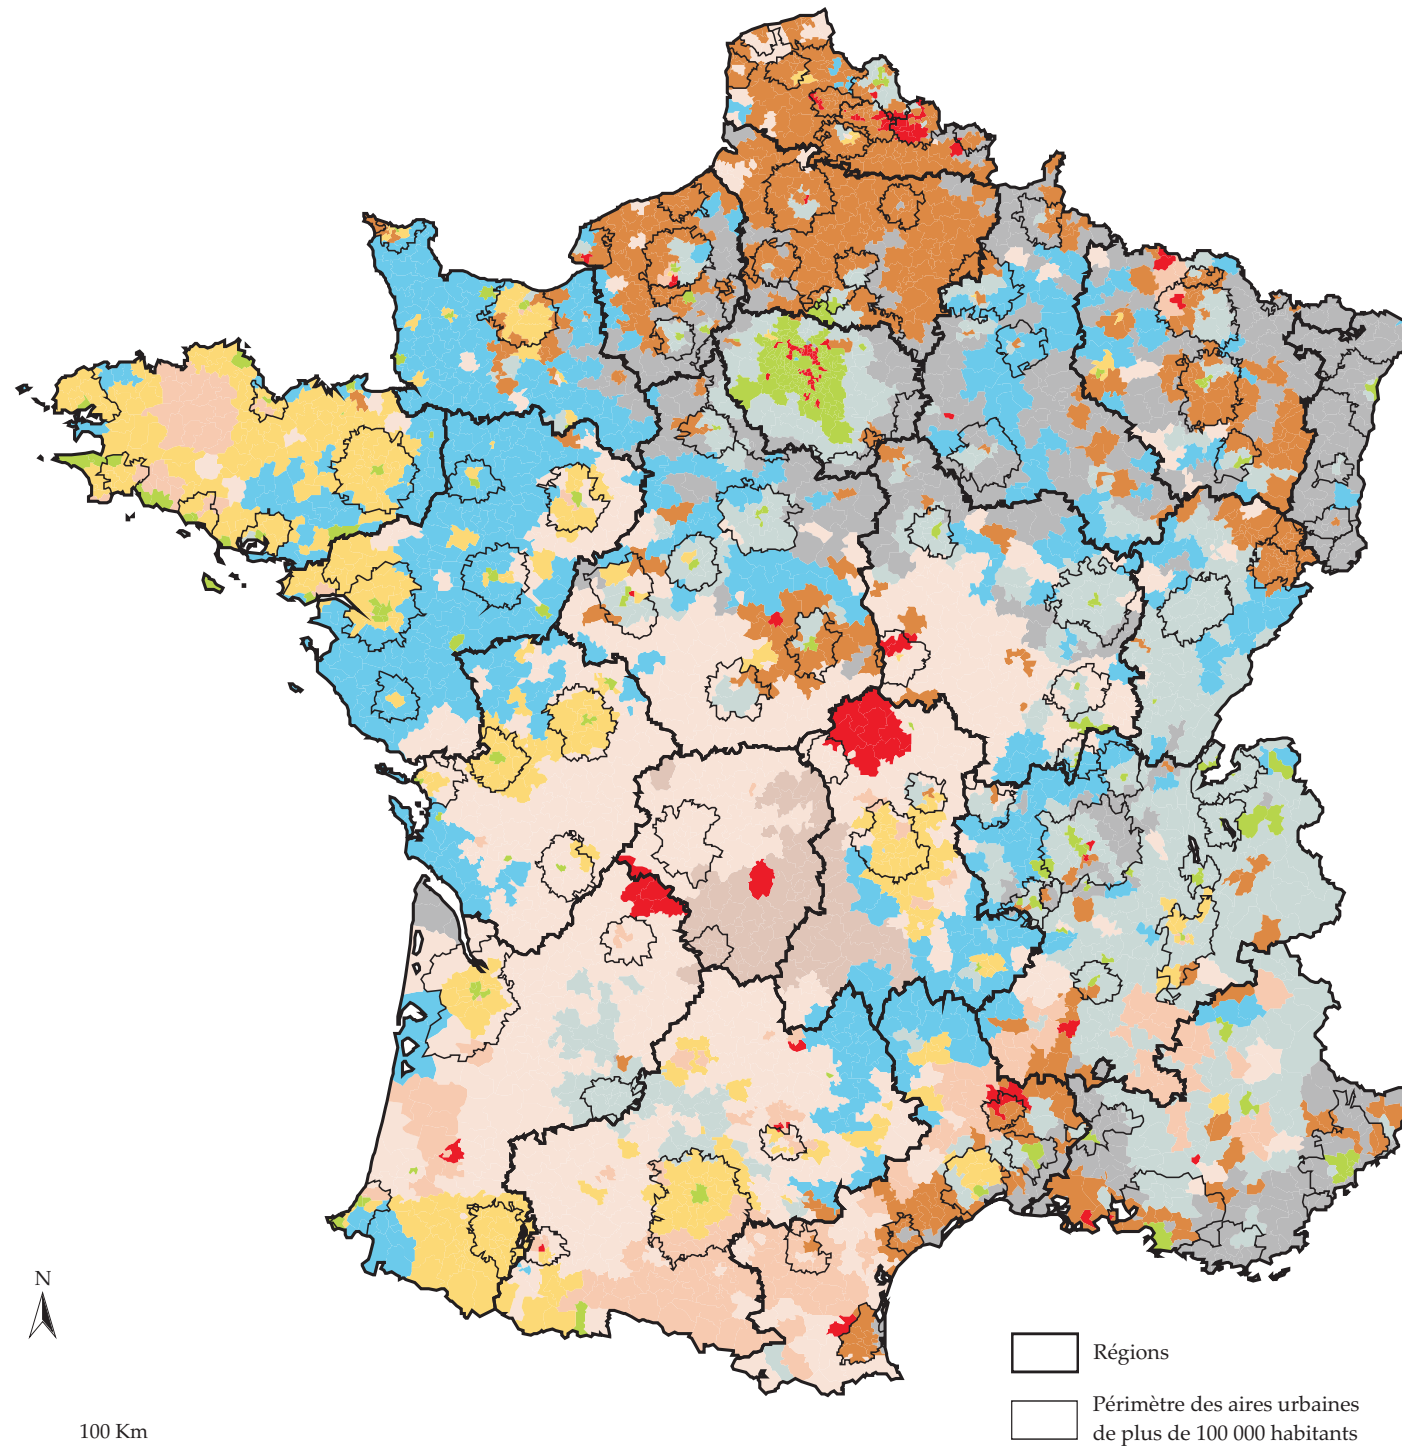 N
100 Km
Régions
Périmètre des aires urbaines
de plus de 100 000 habitants